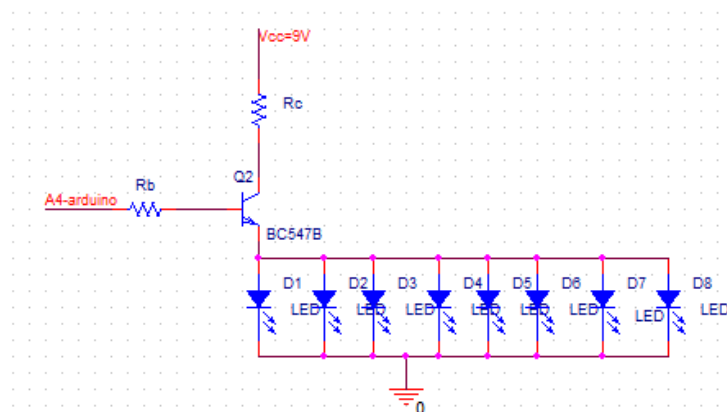 Vcc=9V
Rc
Q2
Rb
A4-arduino
BC547B
D1 D2 D3 D4 D5 D6 D7 D8
LED LED LED LED LED LED LED LED
0